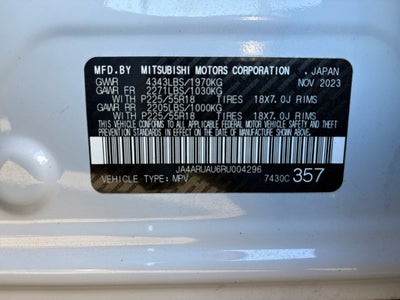 MFD.BY MITSUBISHI MOTORS CORPORATION . JAPAN
GVWR 4343LBS/1970KG NOV 2023
GAWR FR 2271LBS/1030KG
WITH P225/55R18 TIRES 18X7.0J RIMS
GAWR RR 2205LBS/1000KG
WITH P225/55R18 TIRES 18X7.0J RIMS
THIS VEHICLE CONFORMS TO ALL APPLICABLE FEDERAL MOTOR VEHICLE SAFETY AND THEFT PREVENTION STANDARDS IN EFFECT ON THE DATE OF MANUFACTURE SHOWN ABOVE.
JA4ARUAU6RU004296
VEHICLE TYPE: MPV 7430C 357